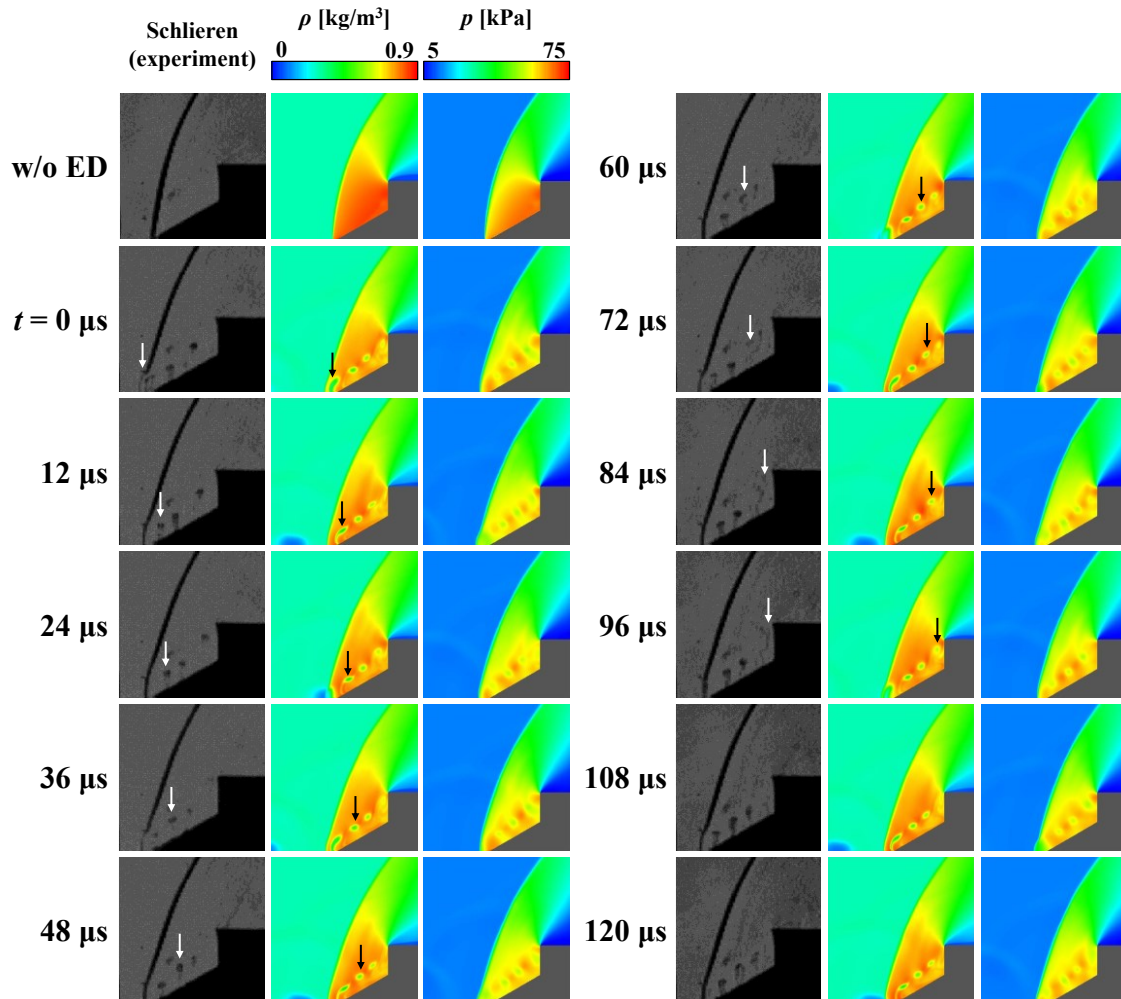 Schlieren
(experiment)
ρ [kg/m³]
0 0.9
p [kPa]
5 75
w/o ED
t = 0 μs
12 μs
24 μs
36 μs
48 μs
60 μs
72 μs
84 μs
96 μs
108 μs
120 μs